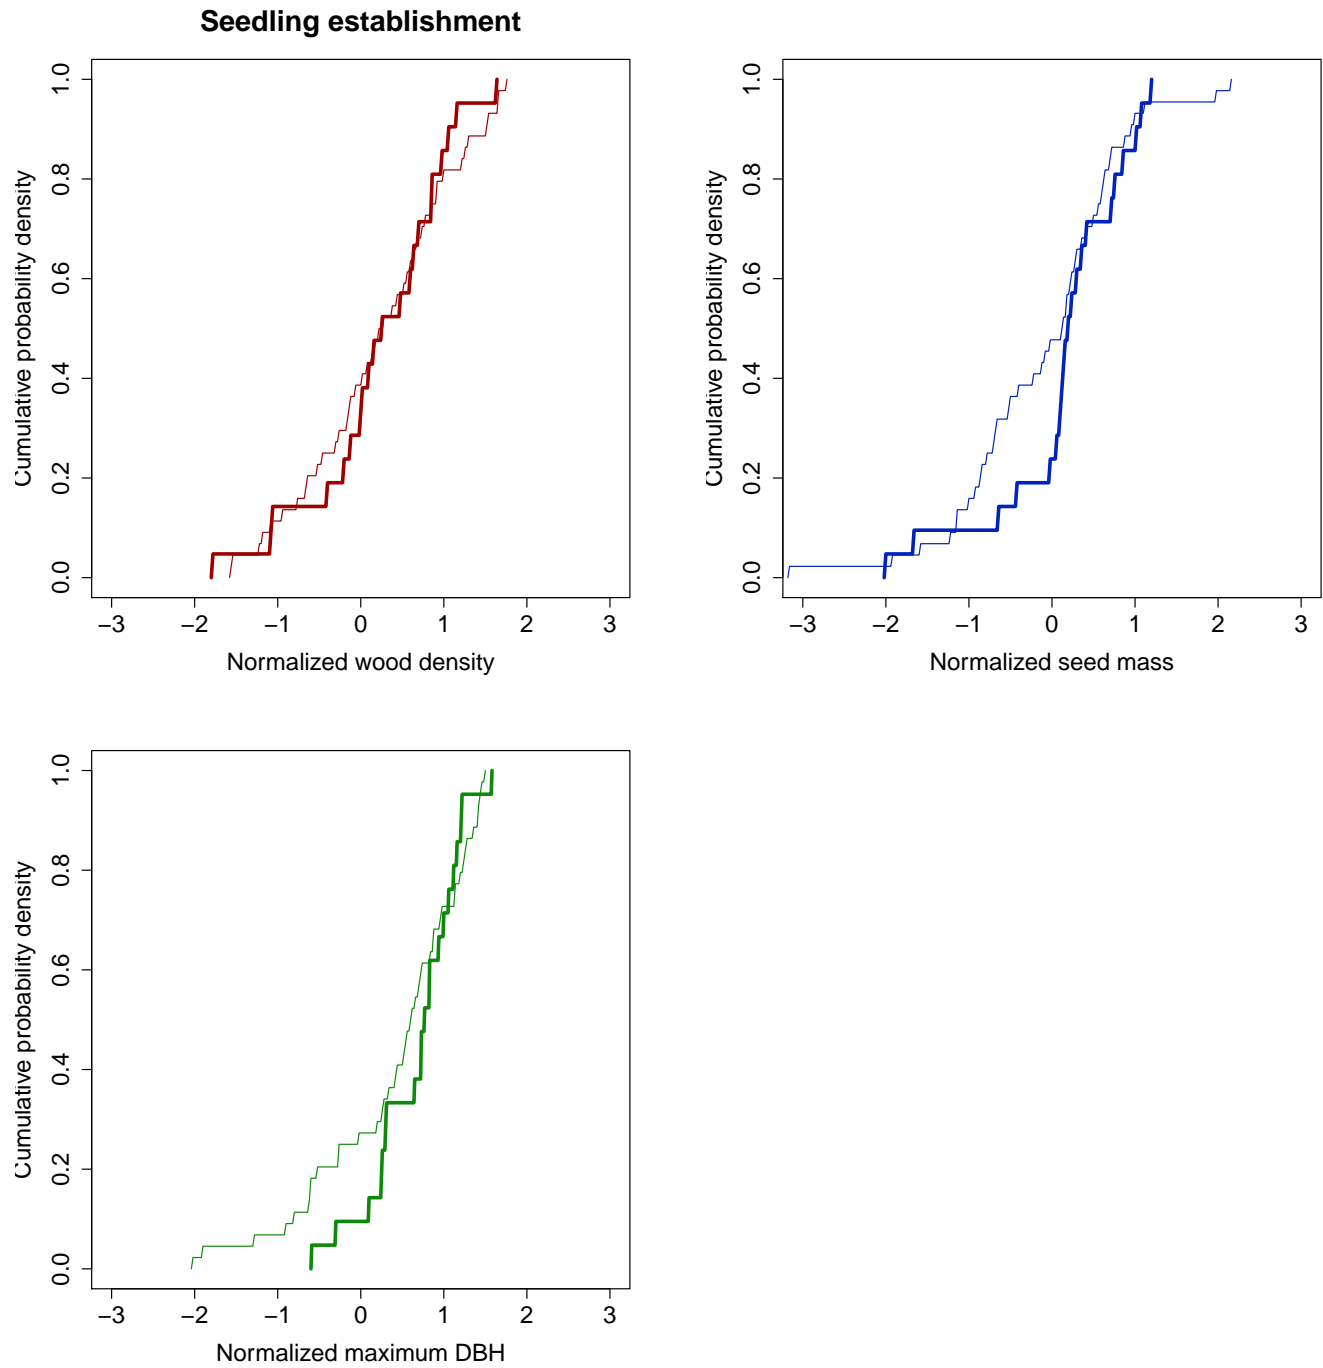 Seedling establishment
Cumulative probability density
0.0 0.2 0.4 0.6 0.8 1.0
−3 −2 −1 0 1 2 3
Normalized wood density
Cumulative probability density
0.0 0.2 0.4 0.6 0.8 1.0
−3 −2 −1 0 1 2 3
Normalized seed mass
Cumulative probability density
0.0 0.2 0.4 0.6 0.8 1.0
−3 −2 −1 0 1 2 3
Normalized maximum DBH